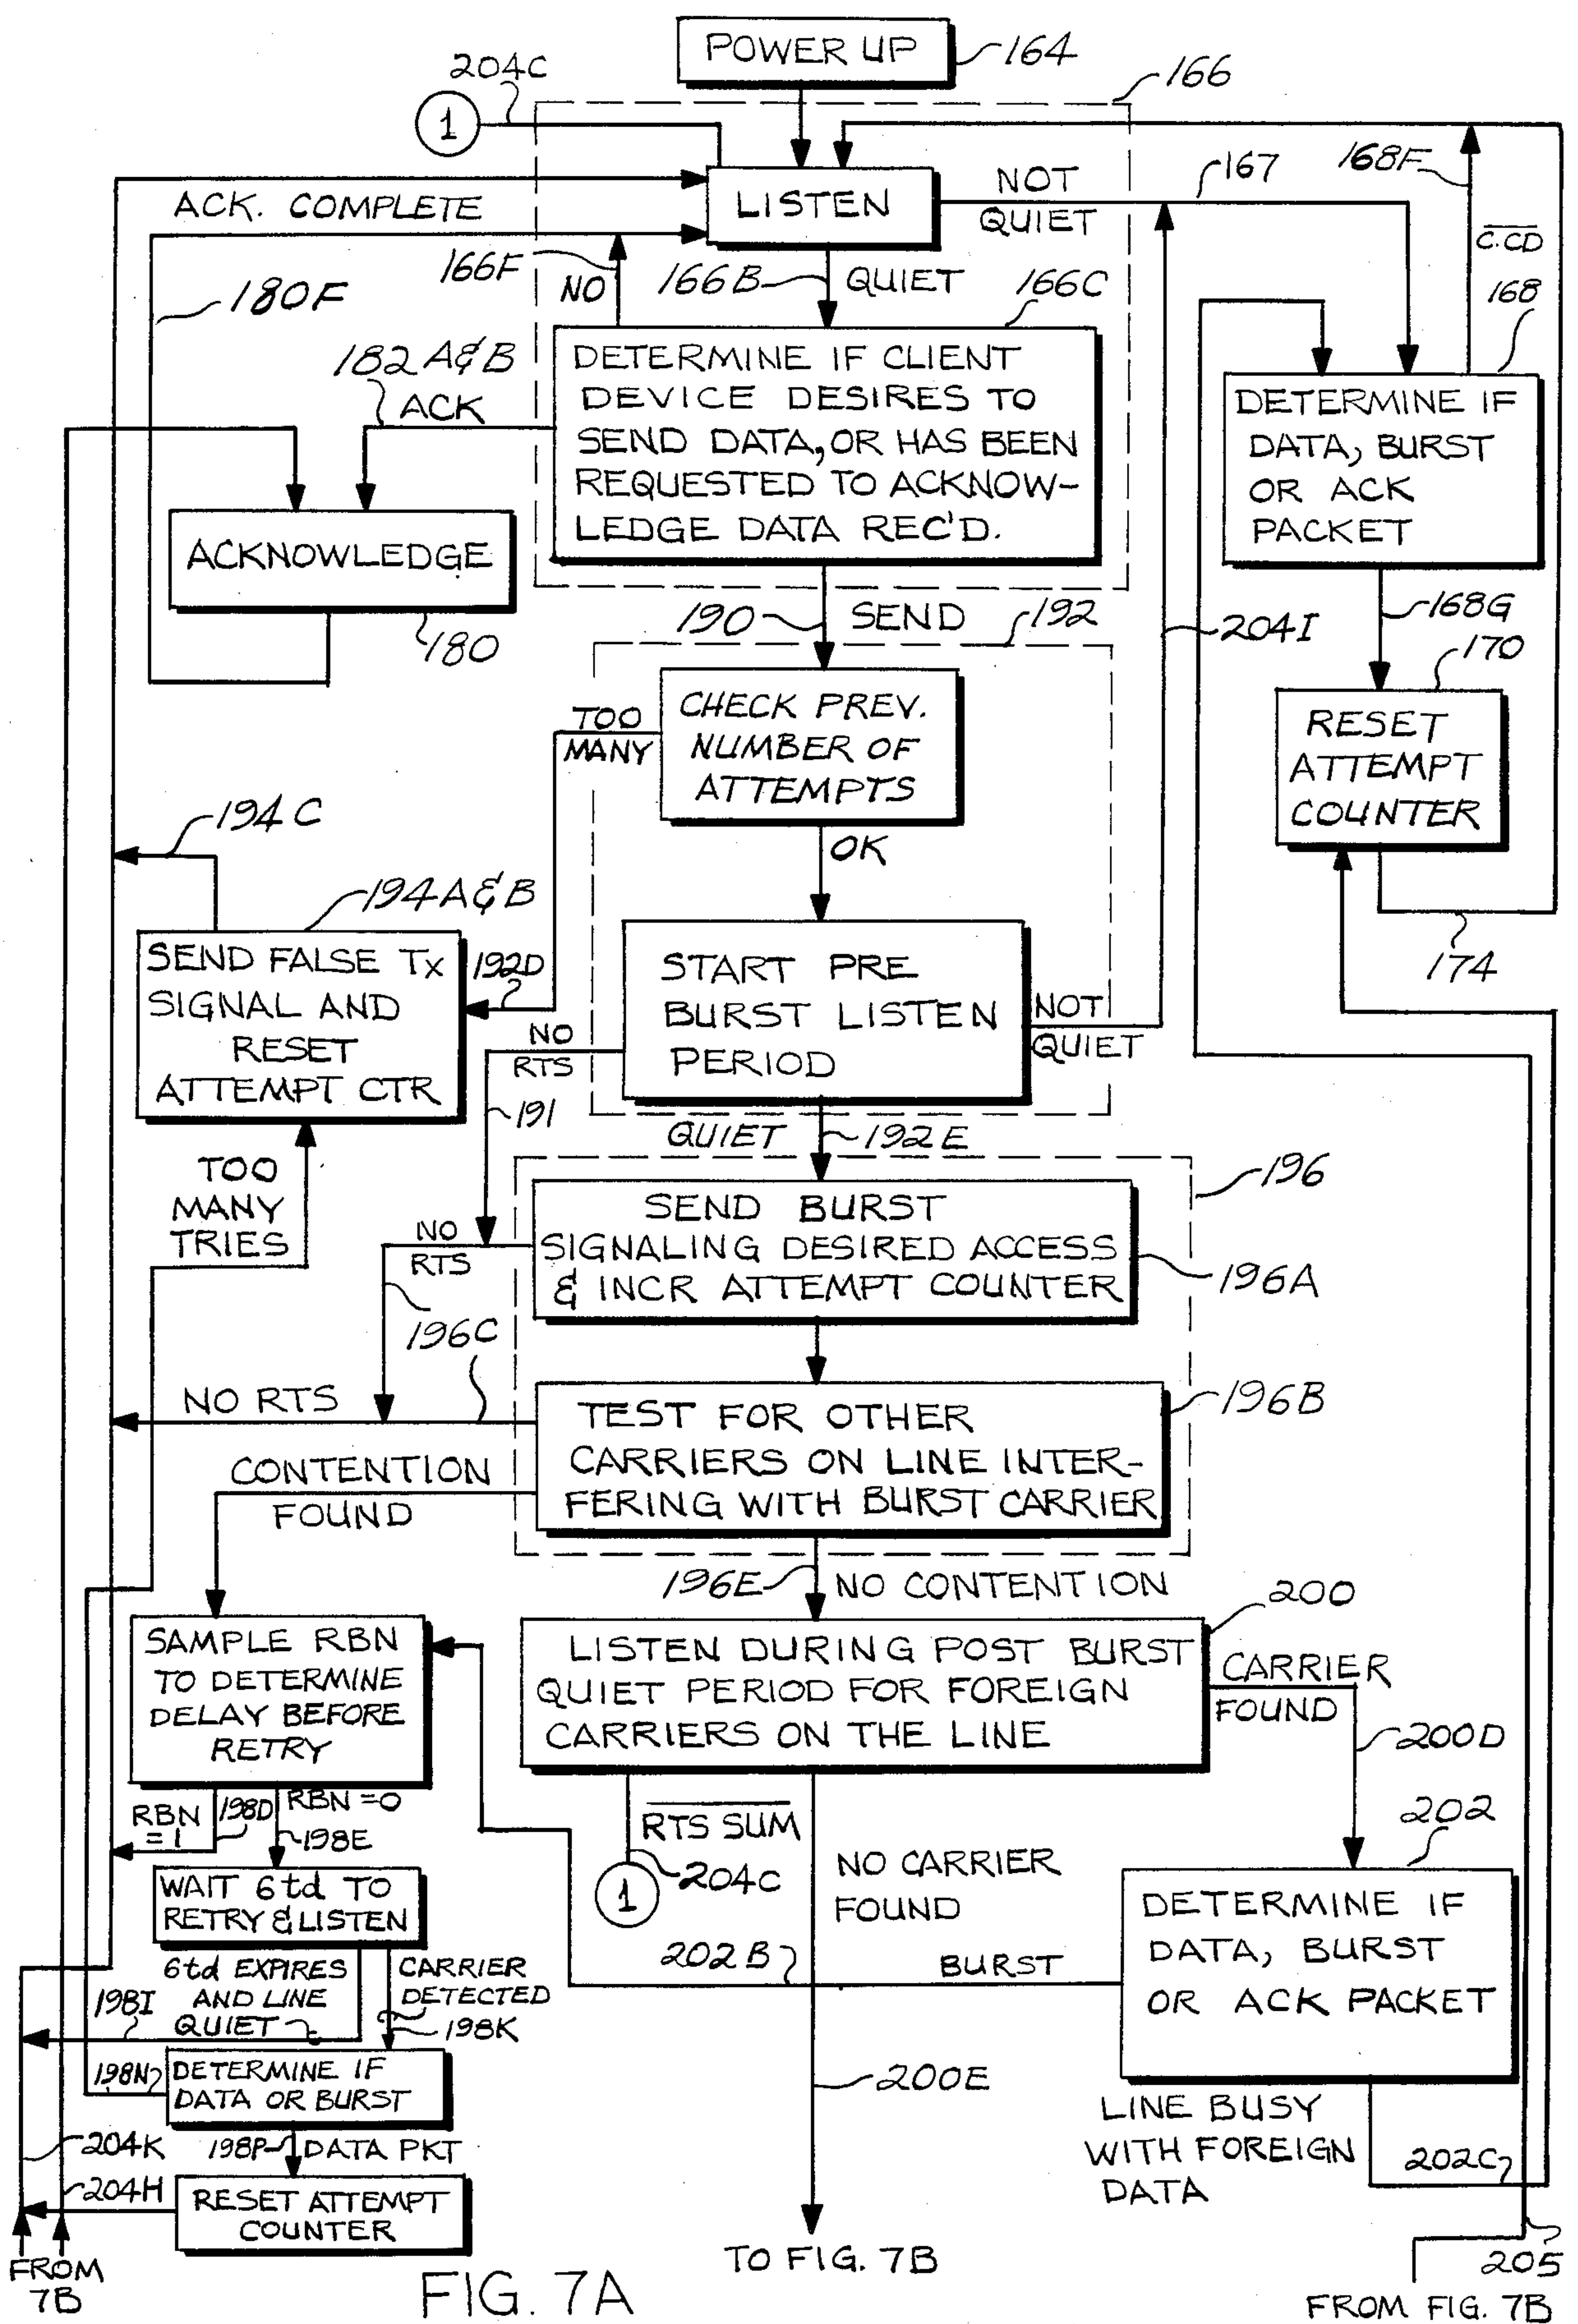 POWER UP
164
204C
166
1
168F
167
NOT
QUIET
LISTEN
ACK. COMPLETE
C.CD
166F
NO
166B
QUIET
166C
168
180F
182 A&B
ACK
DETERMINE IF CLIENT
DEVICE DESIRES TO
SEND DATA, OR HAS BEEN
REQUESTED TO ACKNOW-
LEDGE DATA REC'D.
DETERMINE IF
DATA, BURST
OR ACK
PACKET
ACKNOWLEDGE
180
190
SEND
192
204I
168G
170
TOO
MANY
CHECK PREV.
NUMBER OF
ATTEMPTS
RESET
ATTEMPT
COUNTER
194C
OK
194A&B
174
SEND FALSE Tx
SIGNAL AND
RESET
ATTEMPT CTR
192D
START PRE
BURST LISTEN
PERIOD
NOT
QUIET
NO
RTS
191
QUIET
192E
TOO
MANY
TRIES
196
NO
RTS
SEND BURST
SIGNALING DESIRED ACCESS
& INCR ATTEMPT COUNTER
196A
196C
NO RTS
196B
TEST FOR OTHER
CARRIERS ON LINE INTER-
FERING WITH BURST CARRIER
CONTENTION
FOUND
196E
NO CONTENTION
200
SAMPLE RBN
TO DETERMINE
DELAY BEFORE
RETRY
LISTEN DURING POST BURST
QUIET PERIOD FOR FOREIGN
CARRIERS ON THE LINE
CARRIER
FOUND
200D
RBN
=1
198D
RBN=0
198E
RTS SUM
204C
1
NO CARRIER
FOUND
202
WAIT 6td TO
RETRY & LISTEN
DETERMINE IF
DATA, BURST
OR ACK PACKET
202B
BURST
6td EXPIRES
AND LINE
QUIET
198I
CARRIER
DETECTED
198K
198N
DETERMINE IF
DATA OR BURST
200E
LINE BUSY
WITH FOREIGN
DATA
202C
204K
198P
DATA PKT
204H
RESET ATTEMPT
COUNTER
FROM
7B
TO FIG. 7B
205
FROM FIG. 7B
FIG. 7A